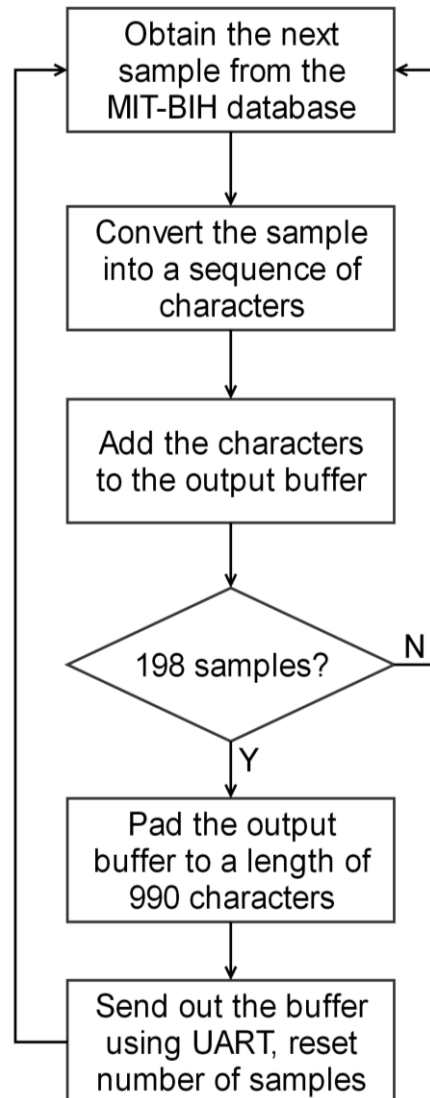 Obtain the next
sample from the
MIT-BIH database
Convert the sample
into a sequence of
characters
Add the characters
to the output buffer
198 samples?
N
Y
Pad the output
buffer to a length of
990 characters
Send out the buffer
using UART, reset
number of samples